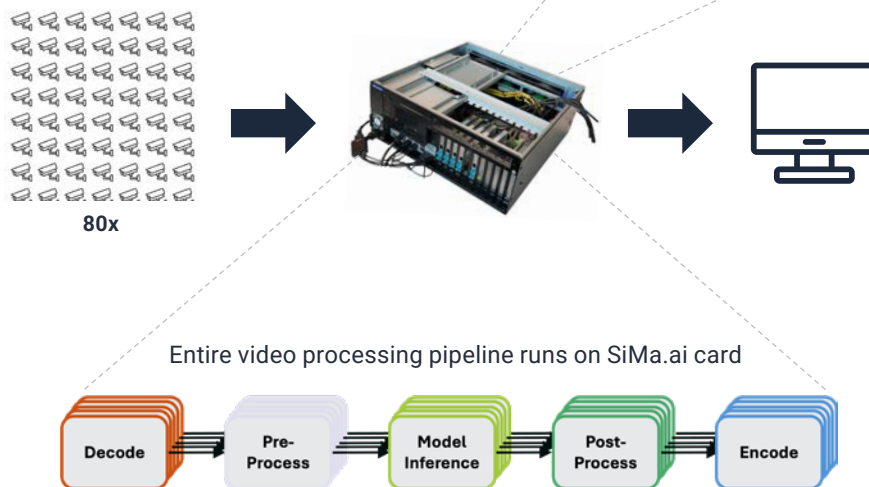 80x
Entire video processing pipeline runs on SiMa.ai card
Decode
Pre-
Process
Model
Inference
Post-
Process
Encode